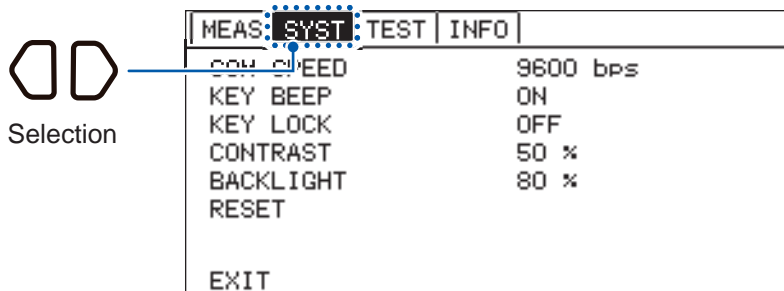 MEAS SYST TEST INFO
COM SPEED 9600 bps
KEY BEEP ON
Selection
KEY LOCK OFF
CONTRAST 50 %
BACKLIGHT 80 %
RESET
EXIT